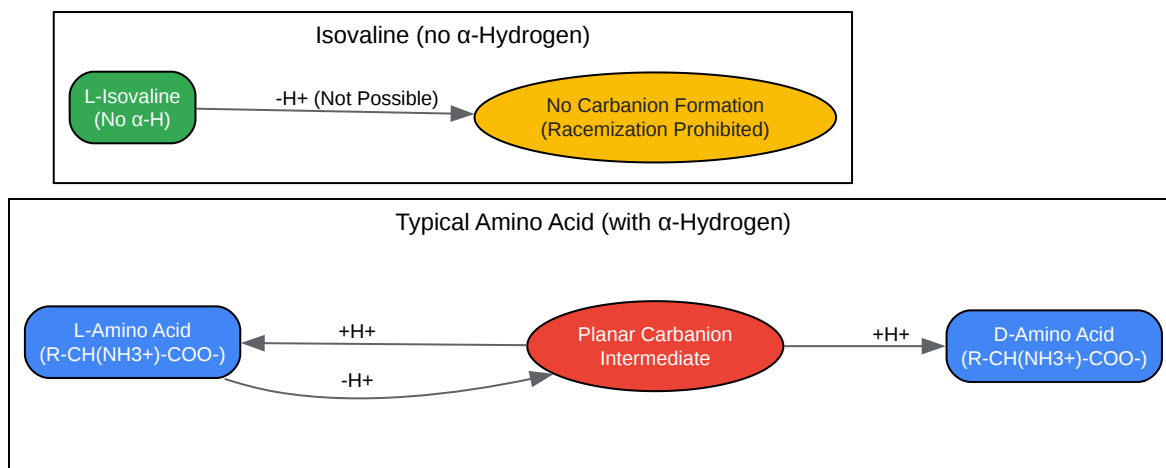 Isovaline (no α-Hydrogen)
L-Isovaline
(No α-H)
-H+ (Not Possible)
No Carbanion Formation
(Racemization Prohibited)
Typical Amino Acid (with α-Hydrogen)
L-Amino Acid
(R-CH(NH3+)-COO-)
+H+
-H+
Planar Carbanion
Intermediate
+H+
D-Amino Acid
(R-CH(NH3+)-COO-)